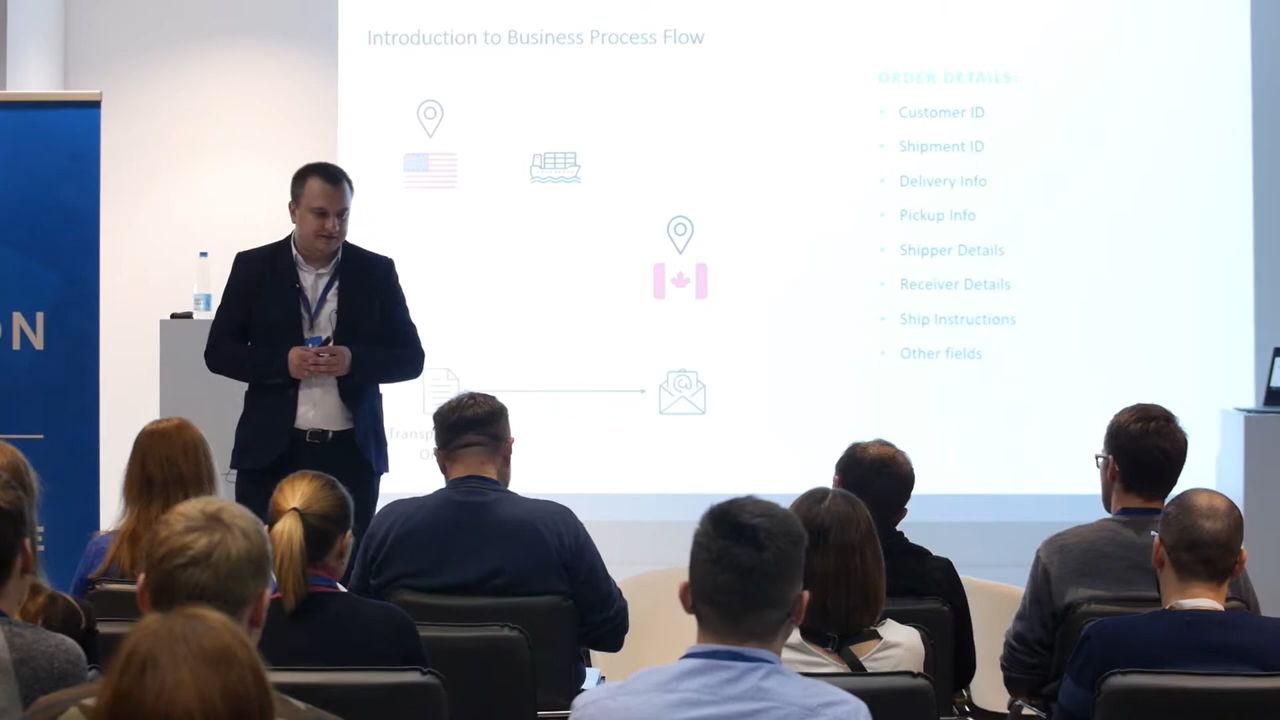 Introduction to Business Process Flow
ORDER DETAILS:
Customer ID
Shipment ID
Delivery Info
Pickup Info
Shipper Details
Receiver Details
Ship Instructions
Other fields